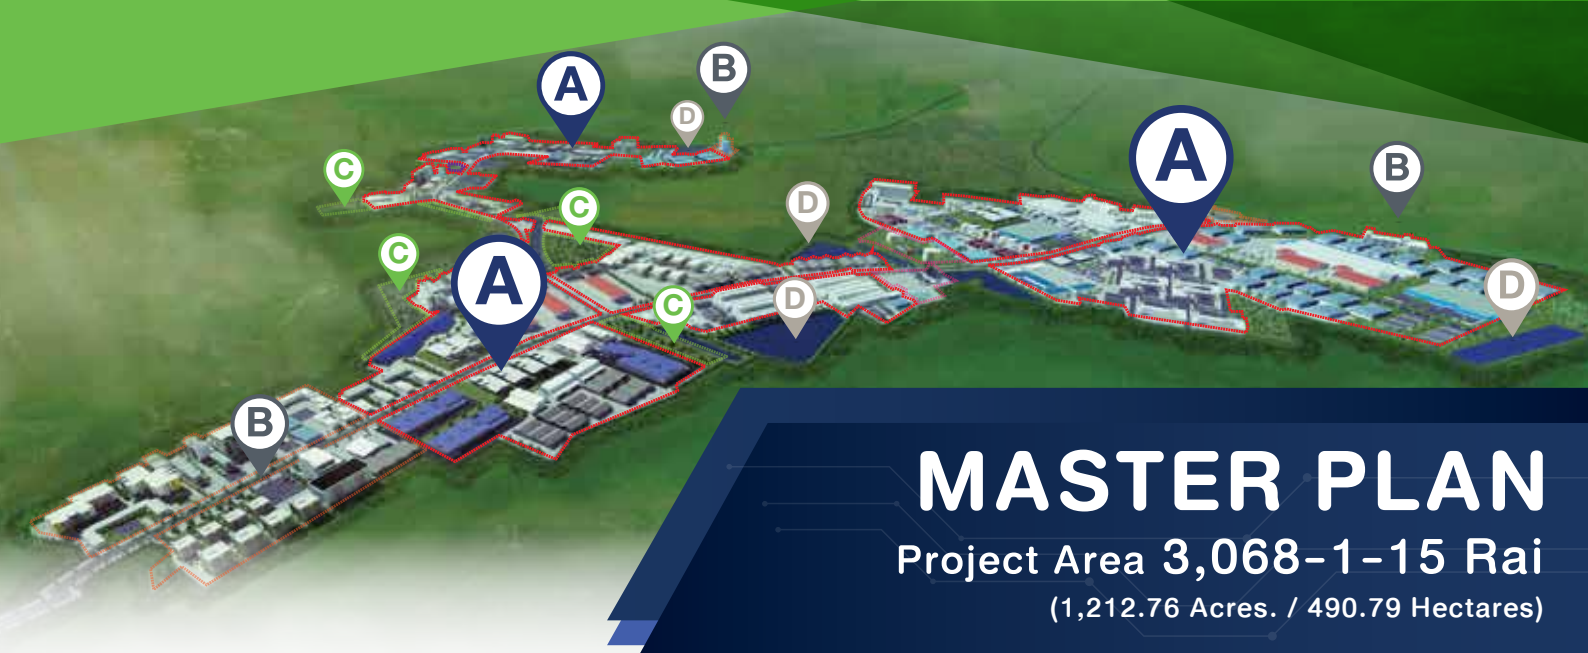 A
B
D
C
A
B
C
D
C
A
D
C
D
B
MASTER PLAN
Project Area 3,068-1-15 Rai
(1,212.76 Acres. / 490.79 Hectares)